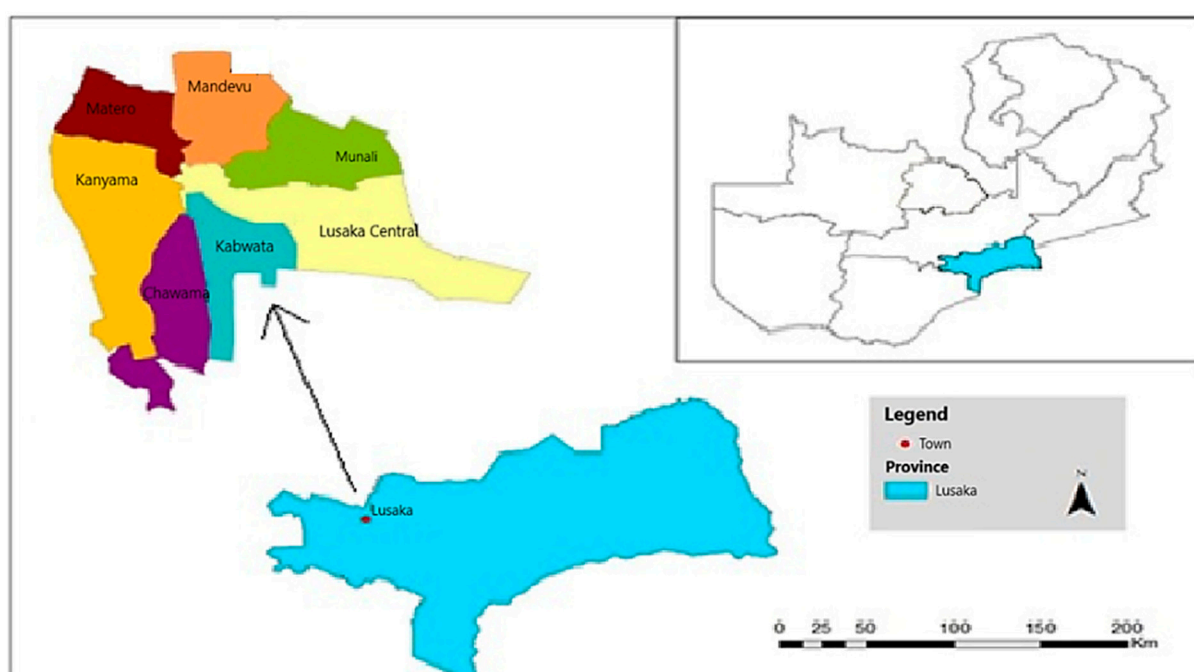 Mandevu
Matero
Munali
Kanyama
Lusaka Central
Kabwata
Chawama
Legend
Town
Province
Lusaka
Lusaka
N
0 25 50 100 150 200
Km